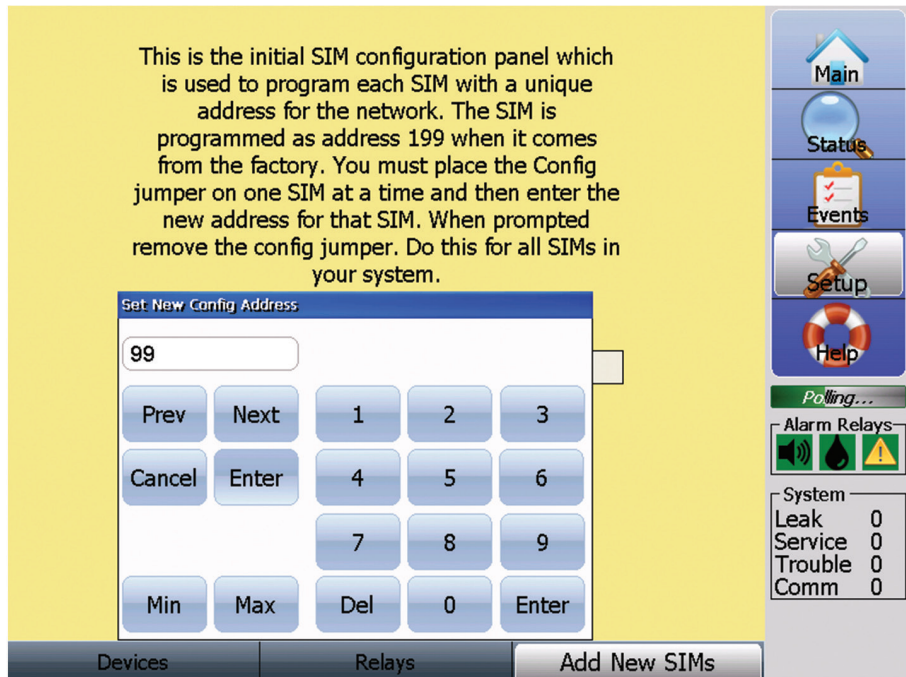 This is the initial SIM configuration panel which
is used to program each SIM with a unique
address for the network. The SIM is
programmed as address 199 when it comes
from the factory. You must place the Config
jumper on one SIM at a time and then enter the
new address for that SIM. When prompted
remove the config jumper. Do this for all SIMs in
your system.
Set New Config Address
99
Prev Next 1 2 3
Cancel Enter 4 5 6
7 8 9
Min Max Del 0 Enter
Devices Relays Add New SIMs
Main
Status
Events
Setup
Help
Polling...
Alarm Relays
System
Leak 0
Service 0
Trouble 0
Comm 0